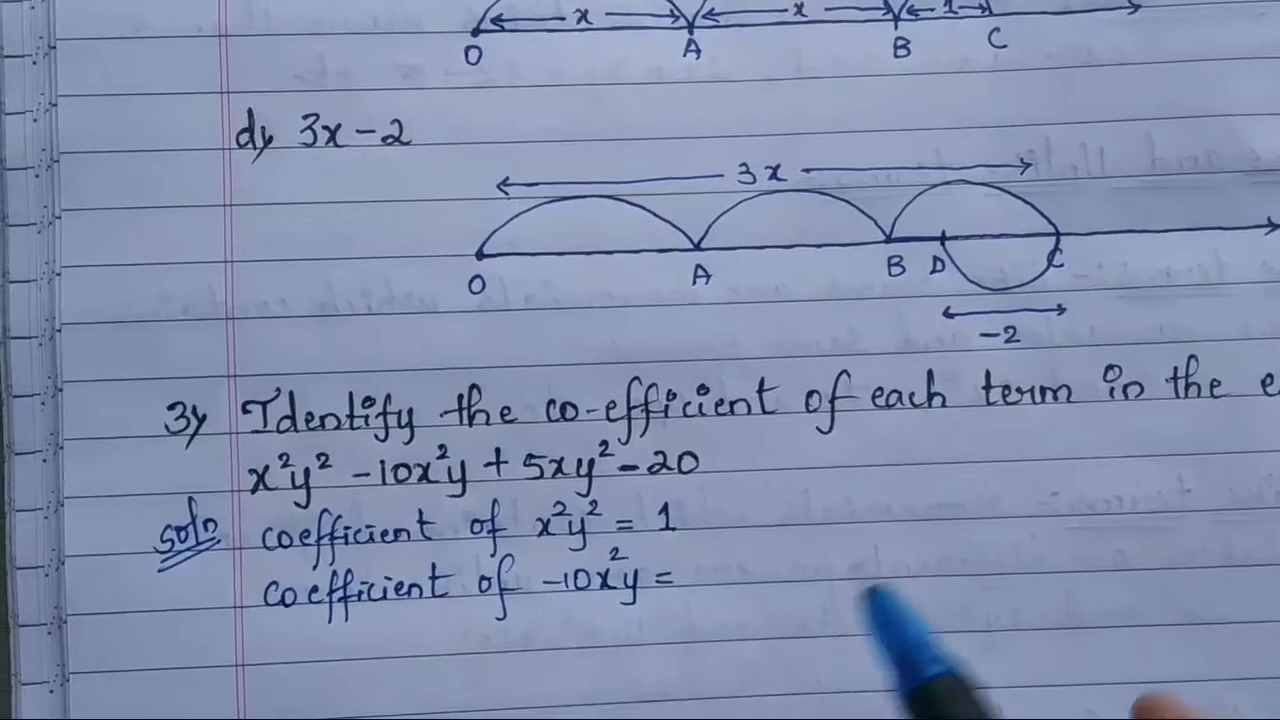 x x 1
O A B C
d) 3x-2
3x
O A B D C
-2
3) Identify the co-efficient of each term in the e
x²y² - 10x²y + 5xy² - 20
Soln coefficient of x²y² = 1
coefficient of -10x²y =